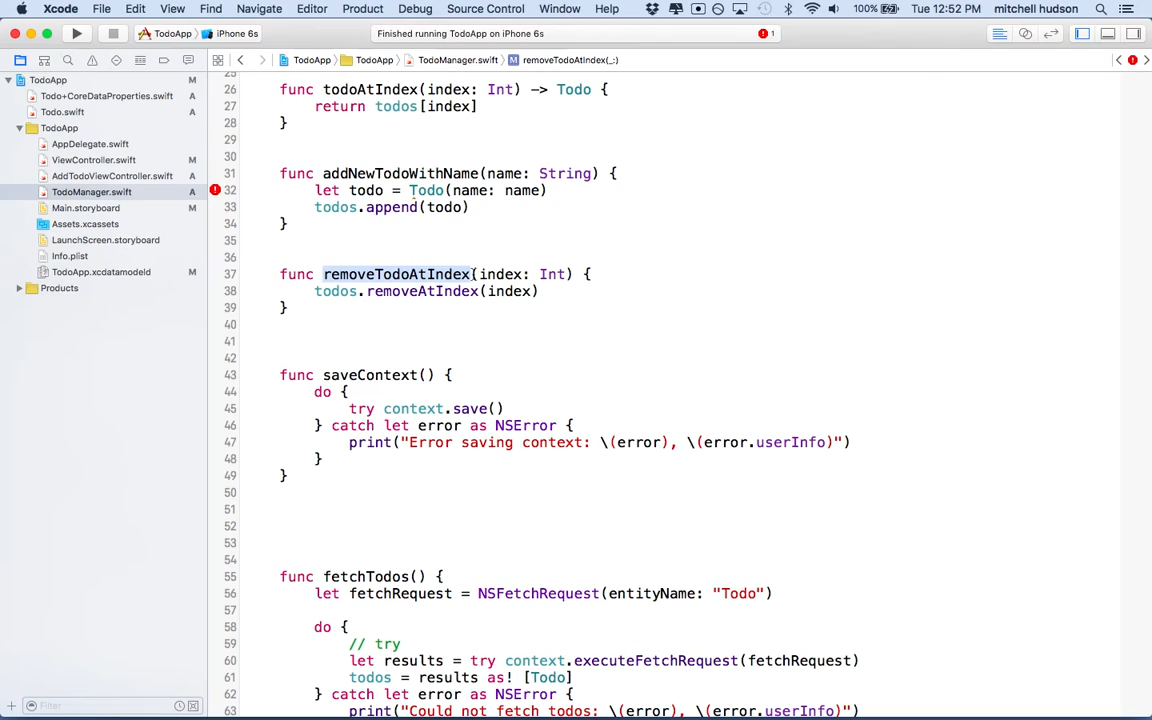 Xcode File Edit View Find Navigate Editor Product Debug Source Control Window Help 100% Tue 12:52 PM mitchell hudson
TodoApp iPhone 6s Finished running TodoApp on iPhone 6s 1
TodoApp TodoApp TodoManager.swift M removeTodoAtIndex(_:)
TodoApp M
Todo+CoreDataProperties.swift A
Todo.swift A
TodoApp
AppDelegate.swift
ViewController.swift M
AddTodoViewController.swift A
TodoManager.swift A
Main.storyboard M
Assets.xcassets
LaunchScreen.storyboard
Info.plist
TodoApp.xcdatamodeld M
Products
Filter
25
26 func todoAtIndex(index: Int) -> Todo {
27 return todos[index]
28 }
29
30
31 func addNewTodoWithName(name: String) {
32 let todo = Todo(name: name)
33 todos.append(todo)
34 }
35
36
37 func removeTodoAtIndex(index: Int) {
38 todos.removeAtIndex(index)
39 }
40
41
42
43 func saveContext() {
44 do {
45 try context.save()
46 } catch let error as NSError {
47 print("Error saving context: \(error), \(error.userInfo)")
48 }
49 }
50
51
52
53
54
55 func fetchTodos() {
56 let fetchRequest = NSFetchRequest(entityName: "Todo")
57
58 do {
59 // try
60 let results = try context.executeFetchRequest(fetchRequest)
61 todos = results as! [Todo]
62 } catch let error as NSError {
63 print("Could not fetch todos: \(error), \(error.userInfo)")